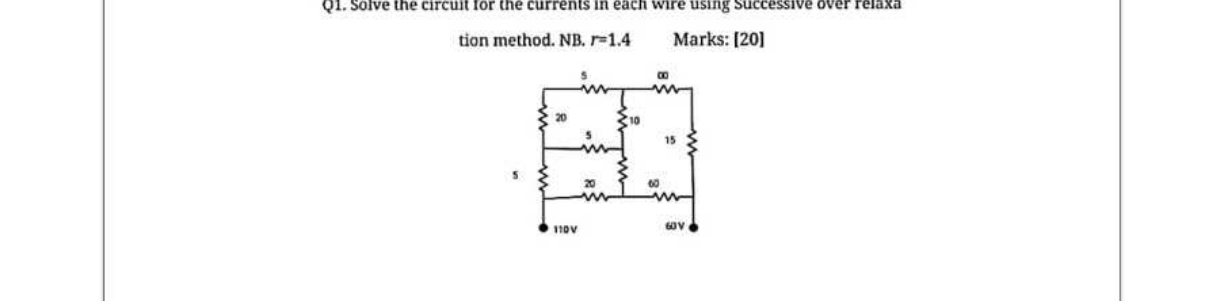 Q1. Solve the circuit for the currents in each wire using Successive over relaxa
tion method. NB. r=1.4 Marks: [20]
5
20
10
5
15
5
20
60
110V
60V